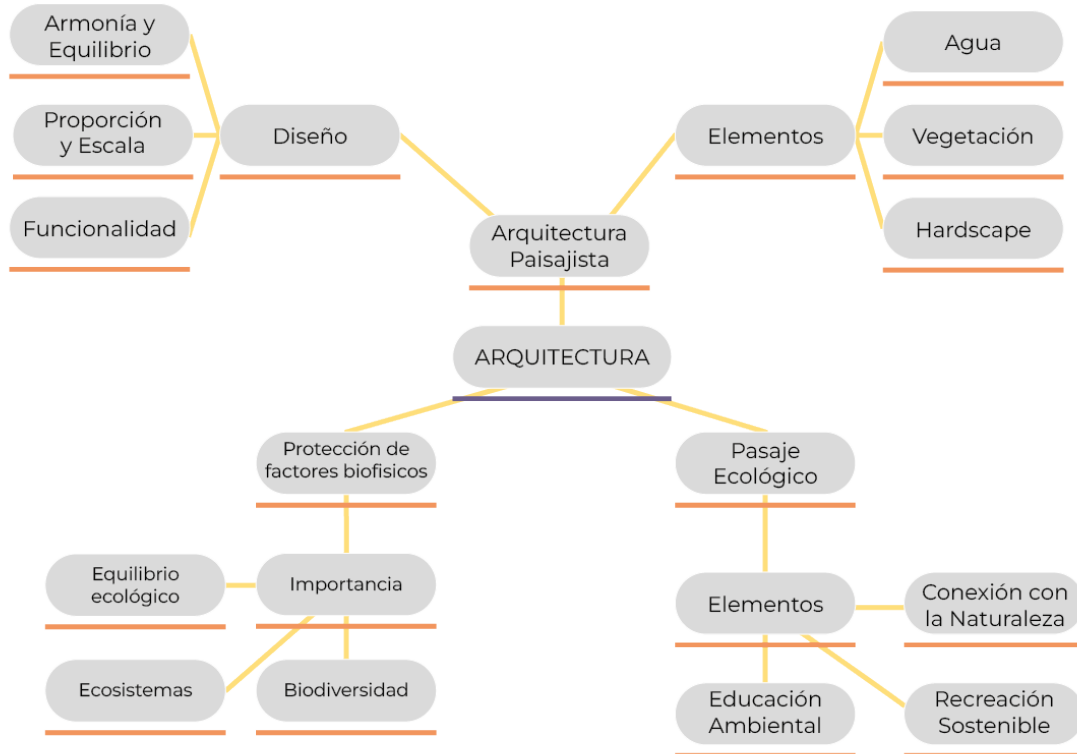 Armonía y
Equilibrio
Agua
Proporción
y Escala
Diseño
Elementos
Vegetación
Funcionalidad
Arquitectura
Paisajista
Hardscape
ARQUITECTURA
Protección de
factores biofisicos
Pasaje
Ecológico
Equilibrio
ecológico
Importancia
Elementos
Conexión con
la Naturaleza
Ecosistemas
Biodiversidad
Educación
Ambiental
Recreación
Sostenible